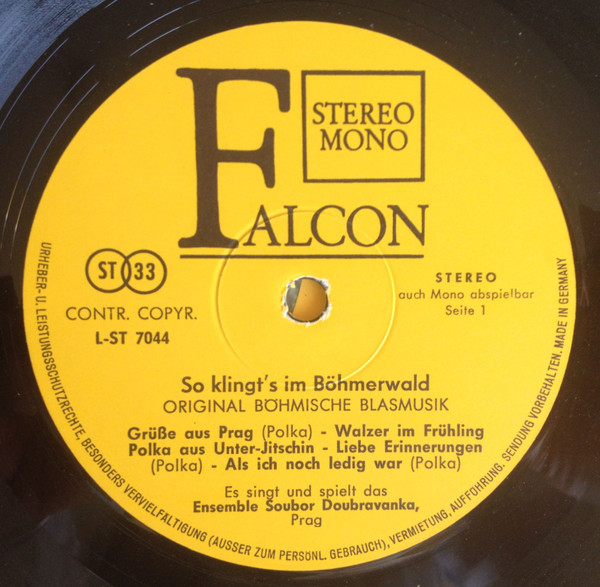 STEREO
MONO
FALCON
ST 33
CONTR. COPYR.
L-ST 7044
STEREO
auch Mono abspielbar
Seite 1
So klingt's im Böhmerwald
ORIGINAL BÖHMISCHE BLASMUSIK
Grüße aus Prag (Polka) - Walzer im Frühling
Polka aus Unter-Jitschin - Liebe Erinnerungen
(Polka) - Als ich noch ledig war (Polka)
Es singt und spielt das
Ensemble Soubor Doubravanka,
Prag
URHEBER- U. LEISTUNGSSCHUTZRECHTE, BESONDERS VERVIELFÄLTIGUNG (AUSSER ZUM PERSÖNL. GEBRAUCH), VERMIETUNG, AUFFÜHRUNG. SENDUNG VORBEHALTEN. MADE IN GERMANY